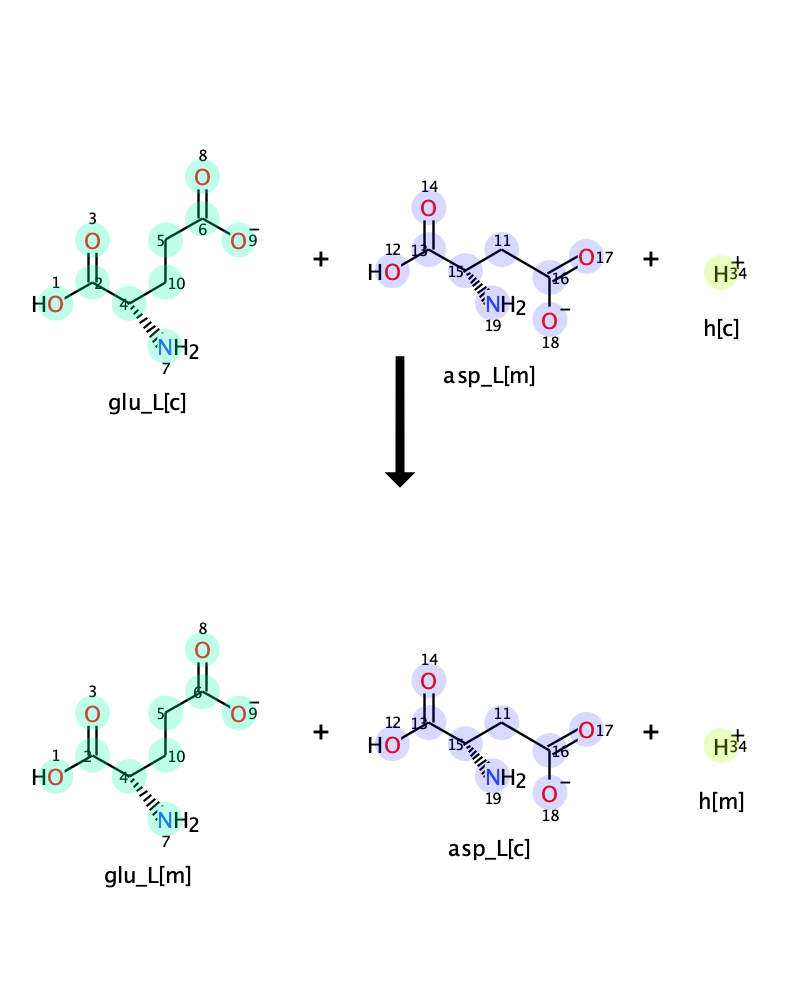 8
O
3
O
5
6
O⁻ 9
14
O
1
HO
2
4
10
NH2
7
glu_L[c]
+
12
HO
13
15
11
16
O 17
NH2
19
O⁻
18
asp_L[m]
+
H⁺ 34
h[c]
8
O
3
O
5
6
O⁻ 9
14
O
1
HO
2
4
10
NH2
7
glu_L[m]
+
12
HO
13
15
11
16
O 17
NH2
19
O⁻
18
asp_L[c]
+
H⁺ 34
h[m]